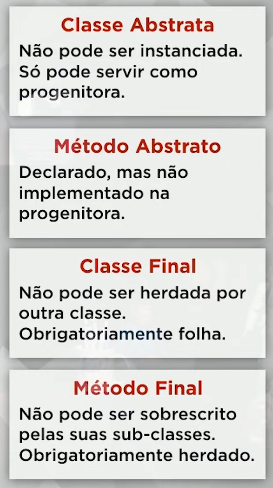 Classe Abstrata
Não pode ser instanciada.
Só pode servir como
progenitora.
Método Abstrato
Declarado, mas não
implementado na
progenitora.
Classe Final
Não pode ser herdada por
outra classe.
Obrigatoriamente folha.
Método Final
Não pode ser sobrescrito
pelas suas sub-classes.
Obrigatoriamente herdado.